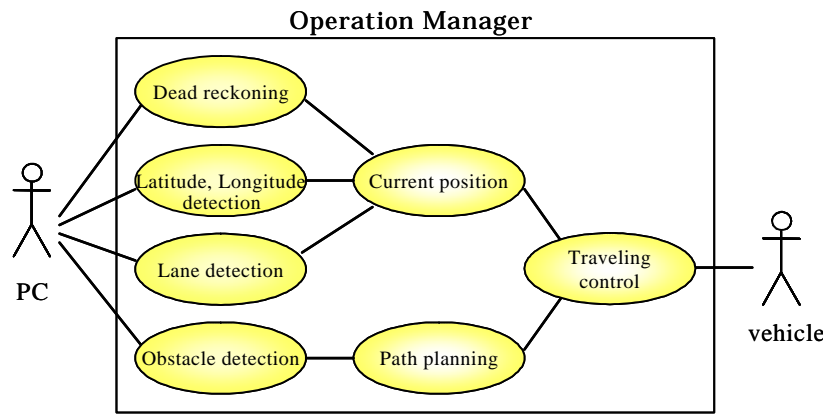 Operation Manager
Dead reckoning
Latitude, Longitude
detection
Current position
Lane detection
Traveling
control
PC
vehicle
Obstacle detection
Path planning